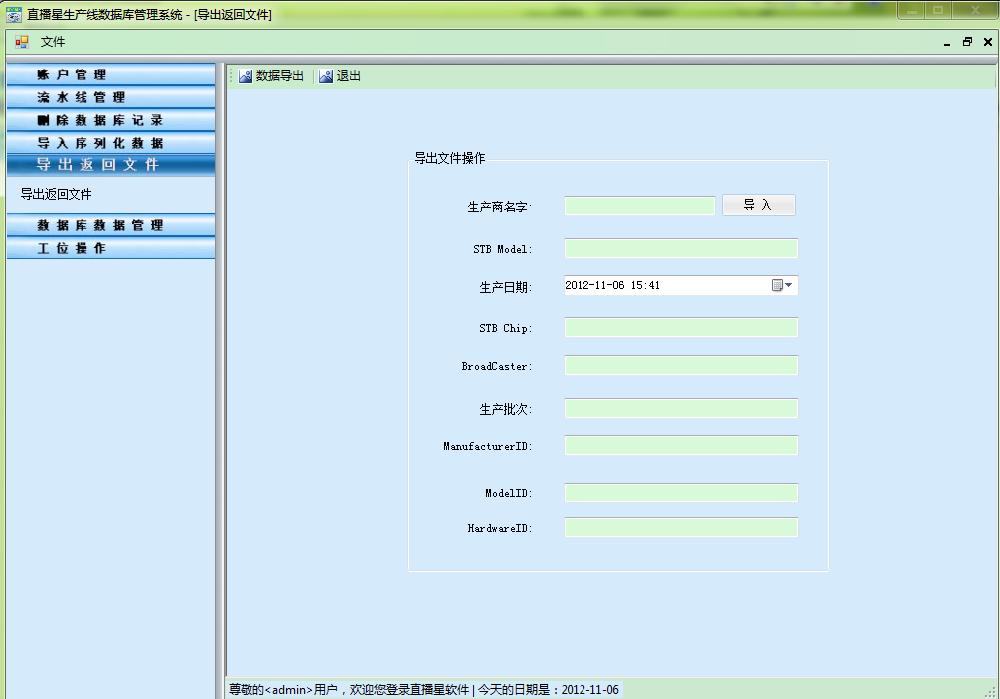 直播星生产线数据库管理系统 - [导出返回文件]
文件
账户管理
流水线管理
删除数据库记录
导入序列化数据
导出返回文件
导出返回文件
数据库数据管理
工位操作
数据导出 退出
导出文件操作
生产商名字: 导入
STB Model:
生产日期: 2012-11-06 15:41
STB Chip:
BroadCaster:
生产批次:
ManufacturerID:
ModelID:
HardwareID:
尊敬的<admin>用户，欢迎您登录直播星软件 | 今天的日期是：2012-11-06